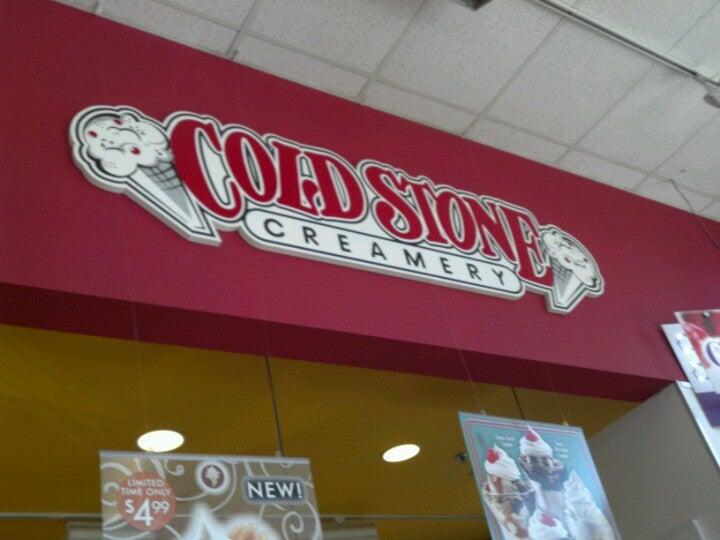 COLD STONE
CREAMERY
LIMITED
TIME ONLY
$4.99
NEW!